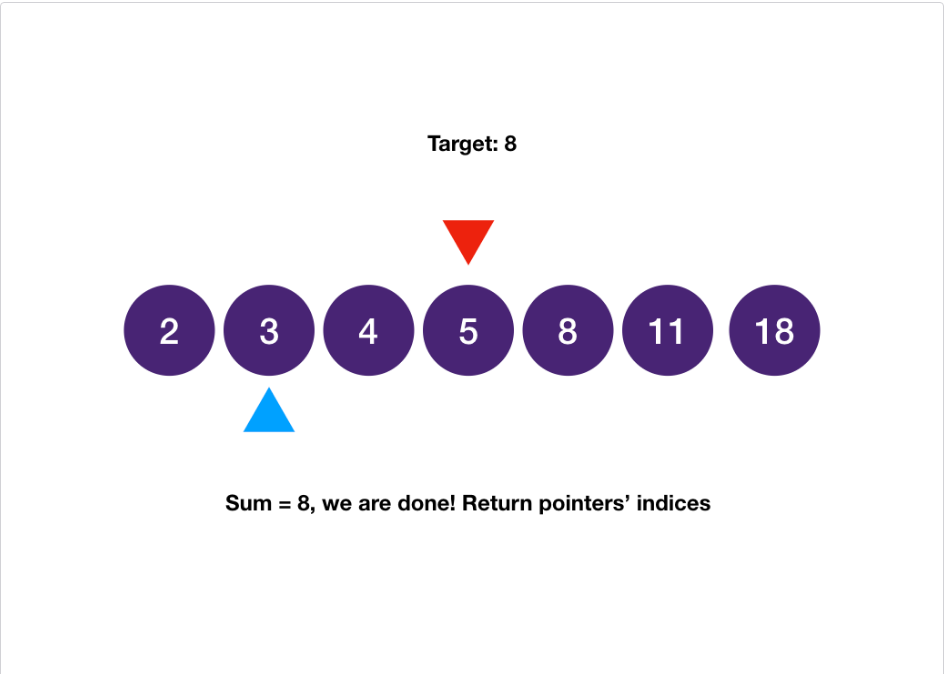 Target: 8
2 3 4 5 8 11 18
Sum = 8, we are done! Return pointers’ indices